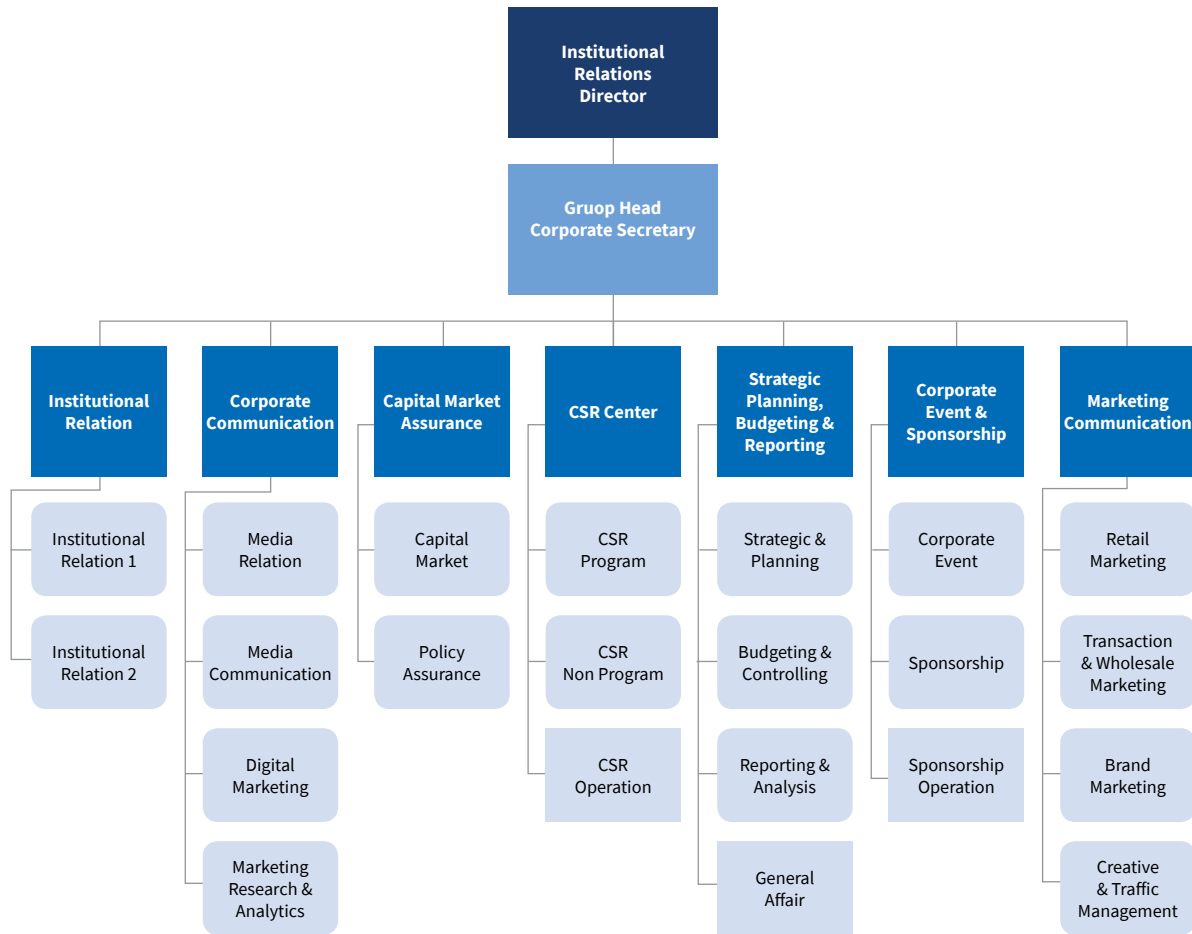 Institutional
Relations
Director
Gruop Head
Corporate Secretary
Institutional
Relation
Corporate
Communication
Capital Market
Assurance
CSR Center
Strategic
Planning,
Budgeting &
Reporting
Corporate
Event &
Sponsorship
Marketing
Communication
Institutional
Relation 1
Institutional
Relation 2
Media
Relation
Media
Communication
Digital
Marketing
Marketing
Research &
Analytics
Capital
Market
Policy
Assurance
CSR
Program
CSR
Non Program
CSR
Operation
Strategic &
Planning
Budgeting &
Controlling
Reporting &
Analysis
General
Affair
Corporate
Event
Sponsorship
Sponsorship
Operation
Retail
Marketing
Transaction
& Wholesale
Marketing
Brand
Marketing
Creative
& Traffic
Management